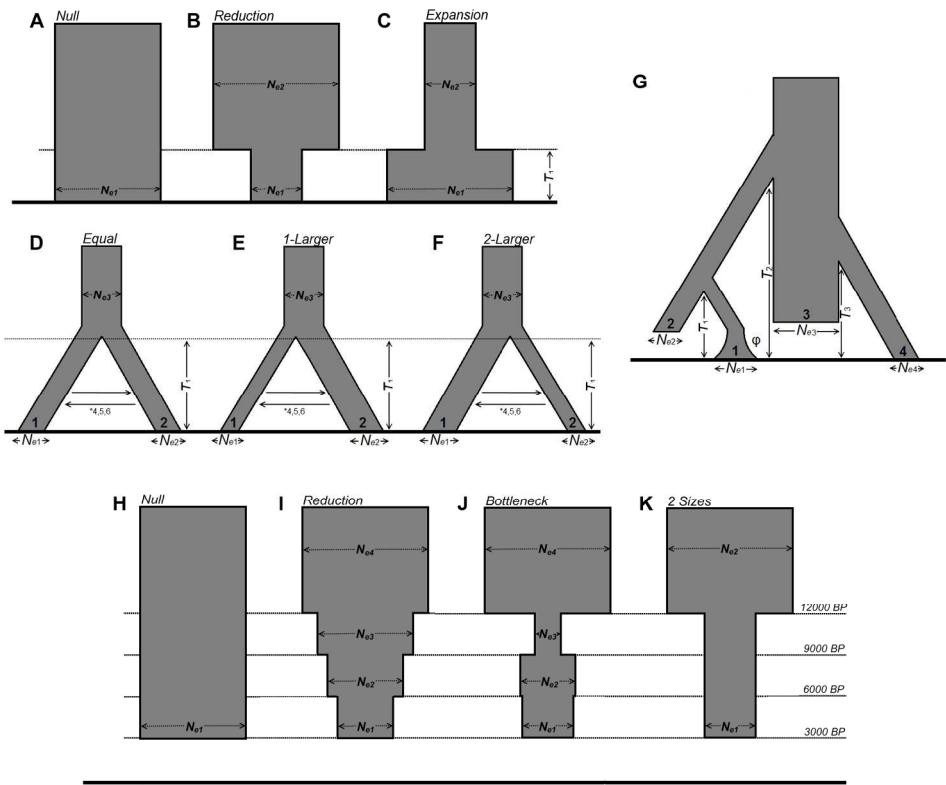 A Null
B Reduction
C Expansion
Ne2
Ne2
Ne1
Ne1
Ne1
T1
D Equal
E 1-Larger
F 2-Larger
Ne3
Ne3
Ne3
*4,5,6
*4,5,6
*4,5,6
T1
T1
T1
1 2
1 2
1 2
Ne1 Ne2
Ne1 Ne2
Ne1 Ne2
G
T2
T1
T3
2
3
Ne2
Ne3
φ
1
4
Ne1
Ne4
H Null
I Reduction
J Bottleneck
K 2 Sizes
Ne4
Ne4
Ne2
12000 BP
Ne3
Ne3
9000 BP
Ne2
Ne2
6000 BP
Ne1
Ne1
Ne1
Ne1
3000 BP